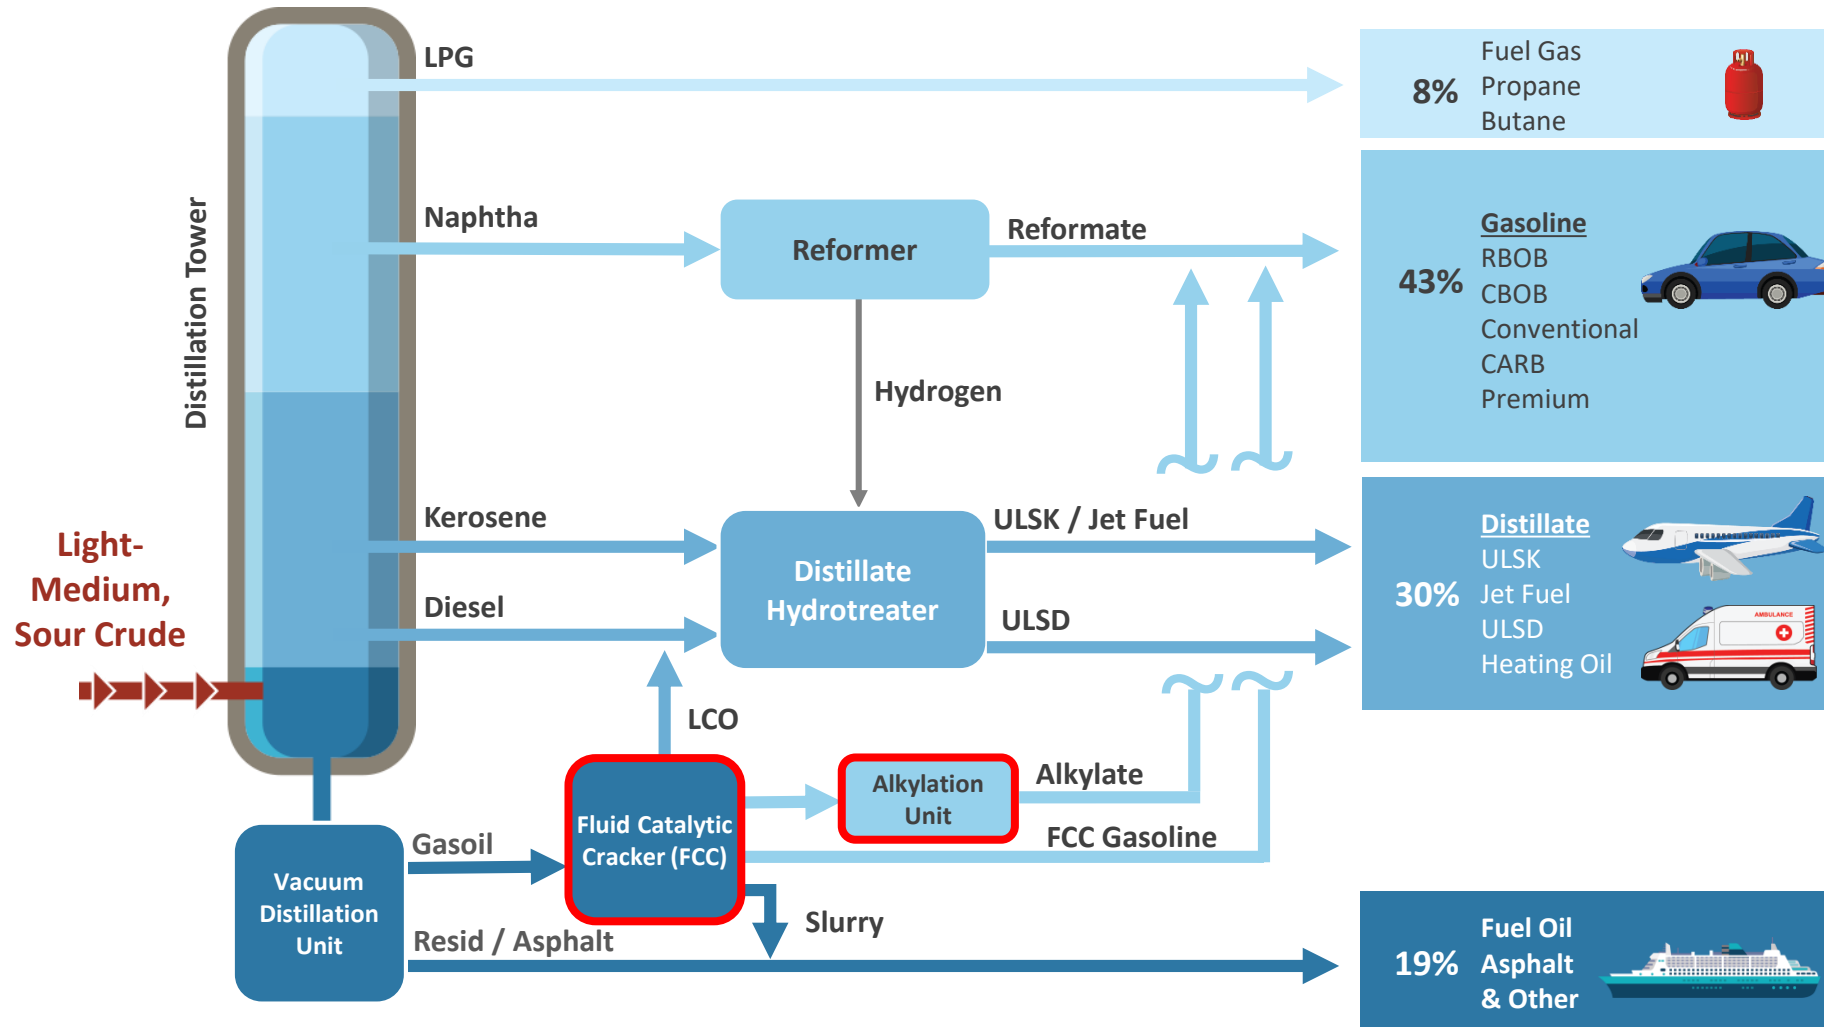 LPG
Fuel Gas
8%
Propane
Butane
Distillation Tower
Naphtha
Reformer
Reformate
Gasoline
RBOB
43%
CBOB
Conventional
CARB
Premium
Hydrogen
Light-
Medium,
Sour Crude
Kerosene
Diesel
Distillate
Hydrotreater
ULSK / Jet Fuel
ULSD
Distillate
ULSK
30%
Jet Fuel
ULSD
Heating Oil
AMBULANCE
LCO
Fluid Catalytic
Cracker (FCC)
Alkylation
Unit
Alkylate
FCC Gasoline
Gasoil
Vacuum
Distillation
Unit
Slurry
Resid / Asphalt
Fuel Oil
19%
Asphalt
& Other